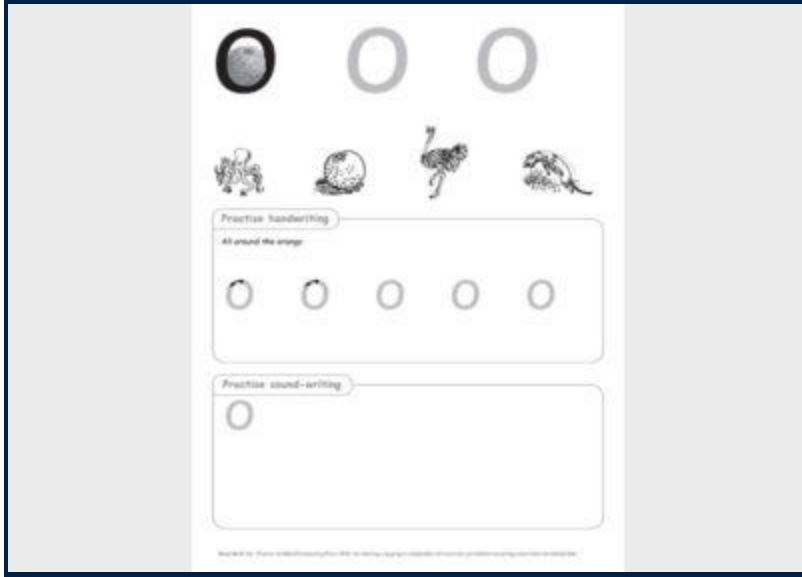 o o o
Practise handwriting
All around the orange
o o o o o
Practise sound-writing
o